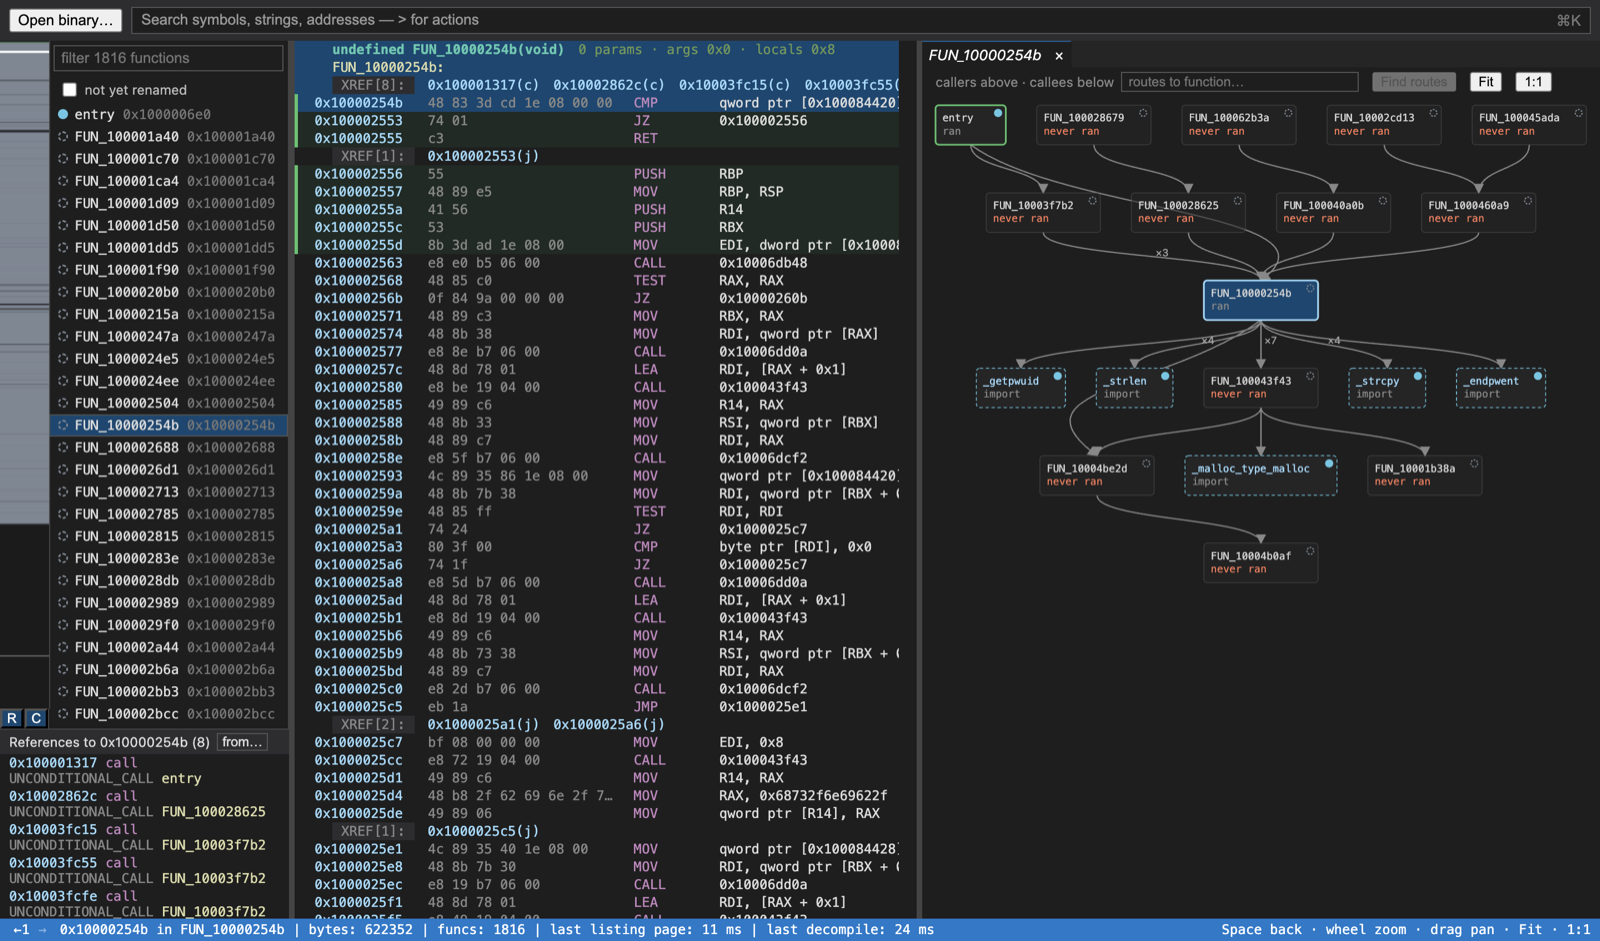 Open binary…
Search symbols, strings, addresses — > for actions
⌘K
filter 1816 functions
not yet renamed
entry 0x1000006e0
FUN_100001a40 0x100001a40
FUN_100001c70 0x100001c70
FUN_100001ca4 0x100001ca4
FUN_100001d09 0x100001d09
FUN_100001d50 0x100001d50
FUN_100001dd5 0x100001dd5
FUN_100001f90 0x100001f90
FUN_1000020b0 0x1000020b0
FUN_10000215a 0x10000215a
FUN_10000247a 0x10000247a
FUN_1000024e5 0x1000024e5
FUN_1000024ee 0x1000024ee
FUN_100002504 0x100002504
FUN_10000254b 0x10000254b
FUN_100002688 0x100002688
FUN_1000026d1 0x1000026d1
FUN_100002713 0x100002713
FUN_100002785 0x100002785
FUN_100002815 0x100002815
FUN_10000283e 0x10000283e
FUN_1000028db 0x1000028db
FUN_100002989 0x100002989
FUN_1000029f0 0x1000029f0
FUN_100002a44 0x100002a44
FUN_100002b6a 0x100002b6a
FUN_100002bb3 0x100002bb3
FUN_100002bcc 0x100002bcc
R C
References to 0x10000254b (8) from…
0x100001317 call
UNCONDITIONAL_CALL entry
0x10002862c call
UNCONDITIONAL_CALL FUN_100028625
0x10003fc15 call
UNCONDITIONAL_CALL FUN_10003f7b2
0x10003fc55 call
UNCONDITIONAL_CALL FUN_10003f7b2
0x10003fcfe call
UNCONDITIONAL_CALL FUN_10003f7b2
undefined FUN_10000254b(void) 0 params · args 0x0 · locals 0x8
FUN_10000254b:
XREF[8]: 0x100001317(c) 0x10002862c(c) 0x10003fc15(c) 0x10003fc55(
0x10000254b 48 83 3d cd 1e 08 00 00 CMP qword ptr [0x100084420]
0x100002553 74 01 JZ 0x100002556
0x100002555 c3 RET
XREF[1]: 0x100002553(j)
0x100002556 55 PUSH RBP
0x100002557 48 89 e5 MOV RBP, RSP
0x10000255a 41 56 PUSH R14
0x10000255c 53 PUSH RBX
0x10000255d 8b 3d ad 1e 08 00 MOV EDI, dword ptr [0x10008
0x100002563 e8 e0 b5 06 00 CALL 0x10006db48
0x100002568 48 85 c0 TEST RAX, RAX
0x10000256b 0f 84 9a 00 00 00 JZ 0x10000260b
0x100002571 48 89 c3 MOV RBX, RAX
0x100002574 48 8b 38 MOV RDI, qword ptr [RAX]
0x100002577 e8 8e b7 06 00 CALL 0x10006dd0a
0x10000257c 48 8d 78 01 LEA RDI, [RAX + 0x1]
0x100002580 e8 be 19 04 00 CALL 0x100043f43
0x100002585 49 89 c6 MOV R14, RAX
0x100002588 48 8b 33 MOV RSI, qword ptr [RBX]
0x10000258b 48 89 c7 MOV RDI, RAX
0x10000258e e8 5f b7 06 00 CALL 0x10006dcf2
0x100002593 4c 89 35 86 1e 08 00 MOV qword ptr [0x100084420]
0x10000259a 48 8b 7b 38 MOV RDI, qword ptr [RBX +
0x10000259e 48 85 ff TEST RDI, RDI
0x1000025a1 74 24 JZ 0x1000025c7
0x1000025a3 80 3f 00 CMP byte ptr [RDI], 0x0
0x1000025a6 74 1f JZ 0x1000025c7
0x1000025a8 e8 5d b7 06 00 CALL 0x10006dd0a
0x1000025ad 48 8d 78 01 LEA RDI, [RAX + 0x1]
0x1000025b1 e8 8d 19 04 00 CALL 0x100043f43
0x1000025b6 49 89 c6 MOV R14, RAX
0x1000025b9 48 8b 73 38 MOV RSI, qword ptr [RBX +
0x1000025bd 48 89 c7 MOV RDI, RAX
0x1000025c0 e8 2d b7 06 00 CALL 0x10006dcf2
0x1000025c5 eb 1a JMP 0x1000025e1
XREF[2]: 0x1000025a1(j) 0x1000025a6(j)
0x1000025c7 bf 08 00 00 00 MOV EDI, 0x8
0x1000025cc e8 72 19 04 00 CALL 0x100043f43
0x1000025d1 49 89 c6 MOV R14, RAX
0x1000025d4 48 b8 2f 62 69 6e 2f 7… MOV RAX, 0x68732f6e69622f
0x1000025de 49 89 06 MOV qword ptr [R14], RAX
XREF[1]: 0x1000025c5(j)
0x1000025e1 4c 89 35 40 1e 08 00 MOV qword ptr [0x100084428]
0x1000025e8 48 8b 7b 30 MOV RDI, qword ptr [RBX +
0x1000025ec e8 19 b7 06 00 CALL 0x10006dd0a
0x1000025f1 48 8d 78 01 LEA RDI, [RAX + 0x1]
0x1000025f5 e8 49 19 04 00 CALL 0x100043f43
FUN_10000254b ×
callers above · callees below routes to function… Find routes Fit 1:1
entry
ran
FUN_100028679
never ran
FUN_100062b3a
never ran
FUN_10002cd13
never ran
FUN_100045ada
never ran
FUN_10003f7b2
never ran
FUN_100028625
never ran
FUN_100040a0b
never ran
FUN_1000460a9
never ran
×3
FUN_10000254b
ran
×4 ×7 ×4
_getpwuid
import
_strlen
import
FUN_100043f43
never ran
_strcpy
import
_endpwent
import
FUN_10004be2d
never ran
_malloc_type_malloc
import
FUN_10001b38a
never ran
FUN_10004b0af
never ran
←1 → 0x10000254b in FUN_10000254b | bytes: 622352 | funcs: 1816 | last listing page: 11 ms | last decompile: 24 ms
Space back · wheel zoom · drag pan · Fit · 1:1